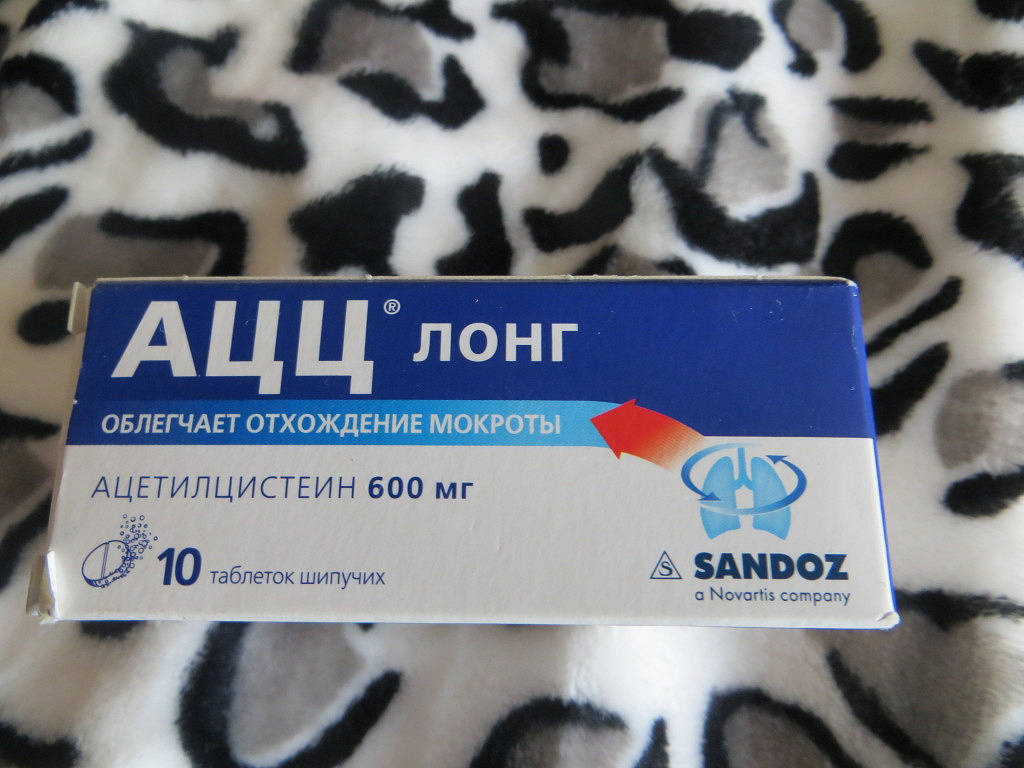 АЦЦ® ЛОНГ
ОБЛЕГЧАЕТ ОТХОЖДЕНИЕ МОКРОТЫ
АЦЕТИЛЦИСТЕИН 600 мг
10 таблеток шипучих
S SANDOZ
a Novartis company